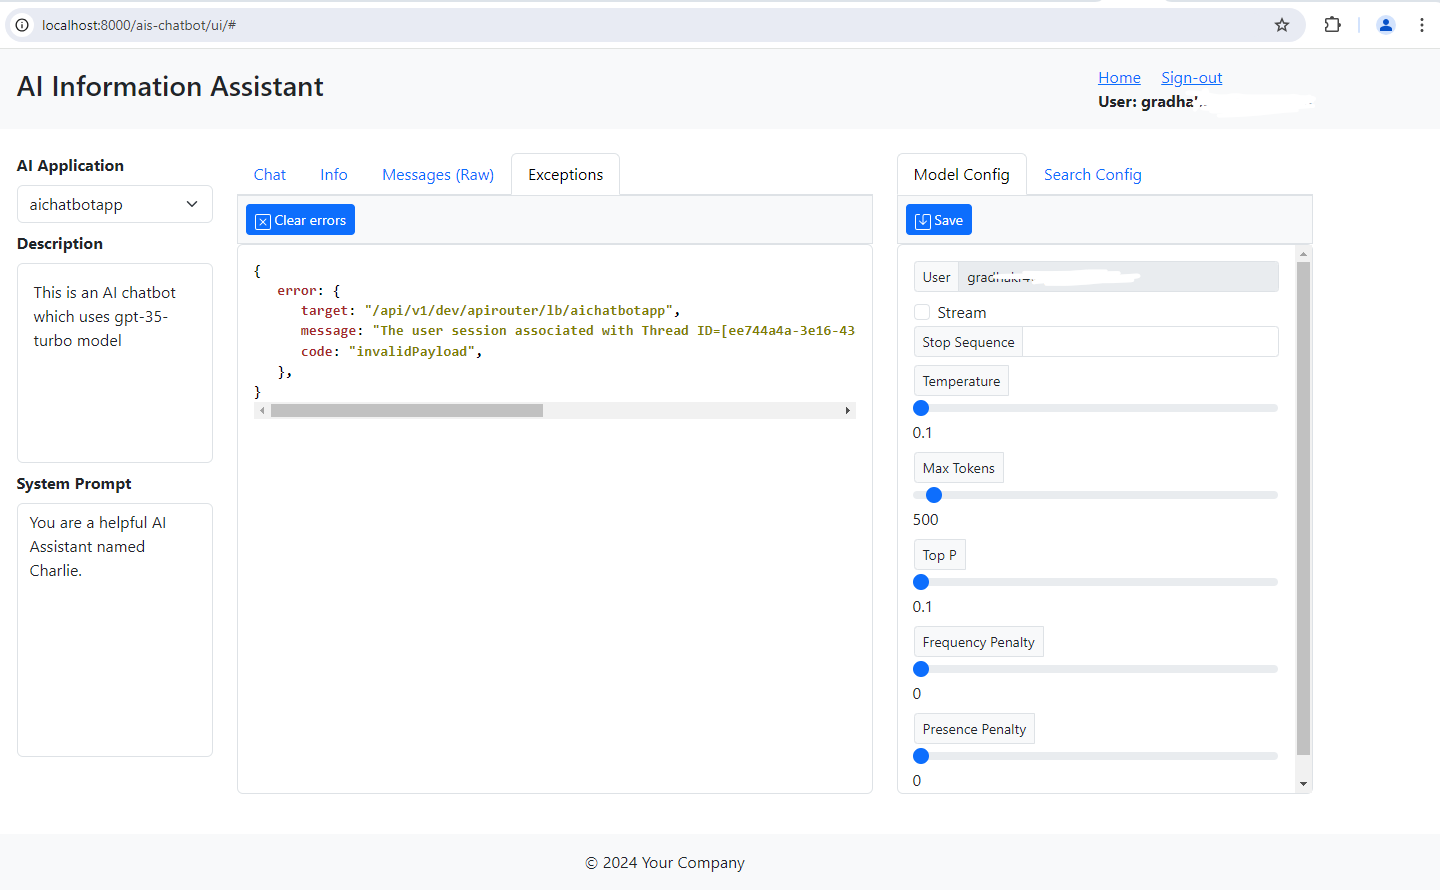 localhost:8000/ais-chatbot/ui/#
AI Information Assistant
Home Sign-out
User: gradha
AI Application
aichatbotapp
Description
This is an AI chatbot
which uses gpt-35-
turbo model
System Prompt
You are a helpful AI
Assistant named
Charlie.
Chat Info Messages (Raw) Exceptions
Clear errors
{
error: {
target: "/api/v1/dev/apirouter/lb/aichatbotapp",
message: "The user session associated with Thread ID=[ee744a4a-3e16-43
code: "invalidPayload",
},
}
Model Config Search Config
Save
User
Stream
Stop Sequence
Temperature
0.1
Max Tokens
500
Top P
0.1
Frequency Penalty
0
Presence Penalty
0
© 2024 Your Company